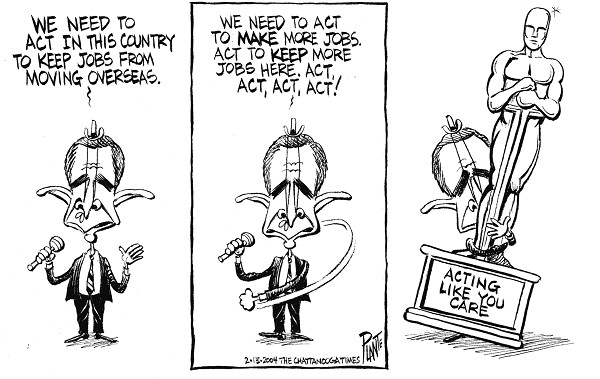 WE NEED TO
ACT IN THIS COUNTRY
TO KEEP JOBS FROM
MOVING OVERSEAS.
WE NEED TO ACT
TO MAKE MORE JOBS.
ACT TO KEEP MORE
JOBS HERE. ACT,
ACT, ACT, ACT!
2·13·2004 THE CHATTANOOGA TIMES
PLANTE
ACTING
LIKE YOU
CARE